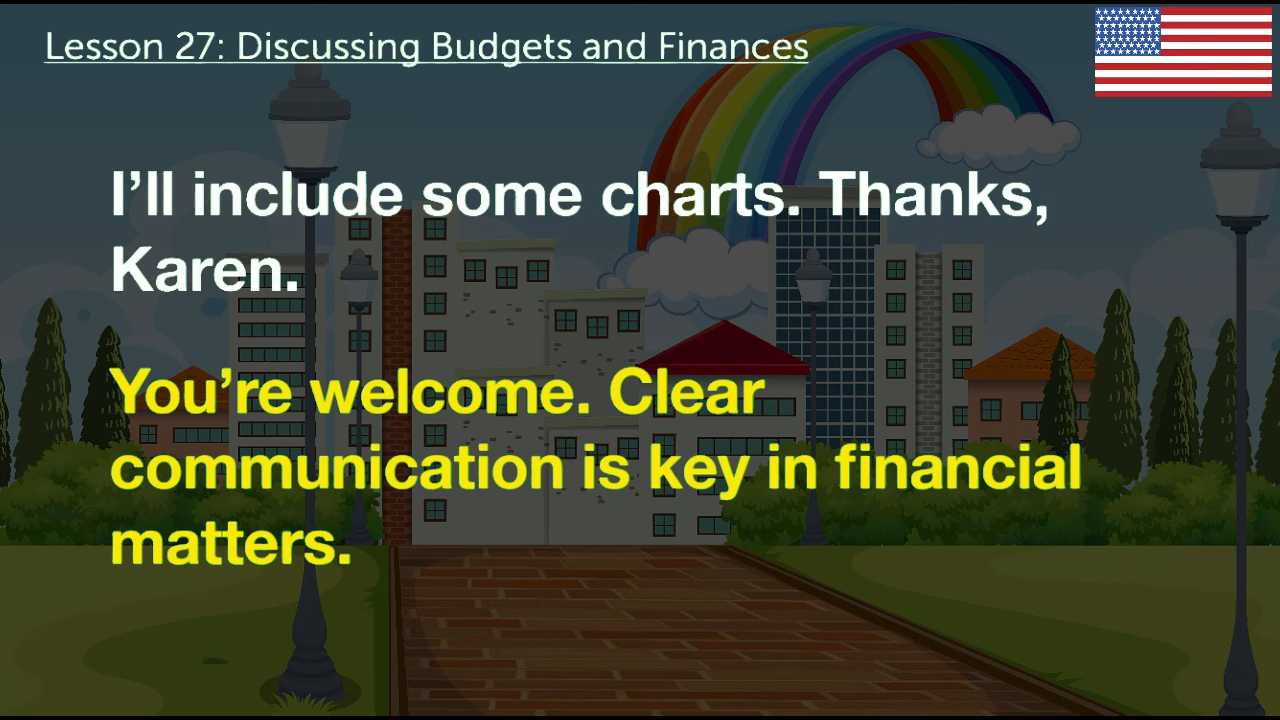 Lesson 27: Discussing Budgets and Finances
I’ll include some charts. Thanks,
Karen.
You’re welcome. Clear
communication is key in financial
matters.